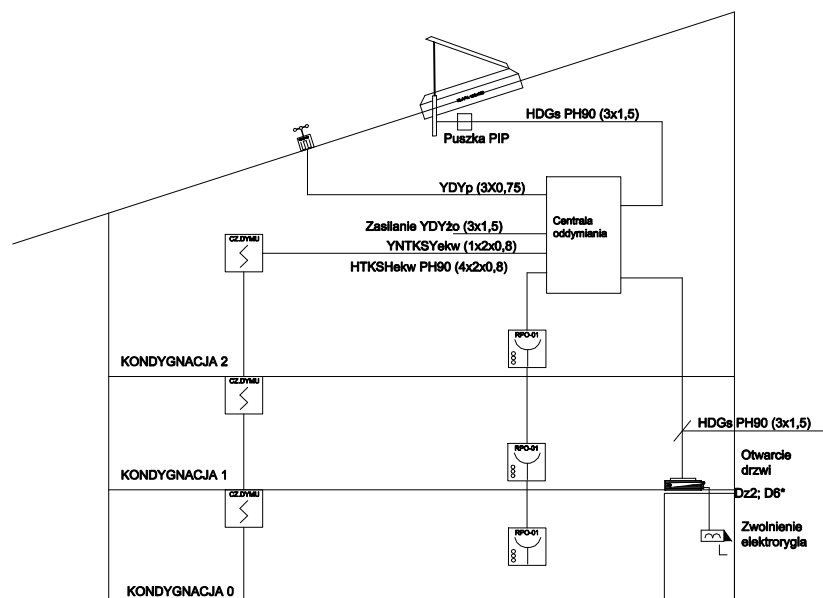 HDGs PH90 (3x1,5)
Puszka PIP
YDYp (3X0,75)
Centrala
oddymiania
Zasilanie YDYżo (3x1,5)
YNTKSYekw (1x2x0,8)
HTKSHekw PH90 (4x2x0,8)
CZ.DYMU
RPO-01
KONDYGNACJA 2
CZ.DYMU
HDGs PH90 (3x1,5)
RPO-01
Otwarcie
drzwi
KONDYGNACJA 1
CZ.DYMU
Dz2; D6*
RPO-01
Zwolnienie
elektrorygla
KONDYGNACJA 0